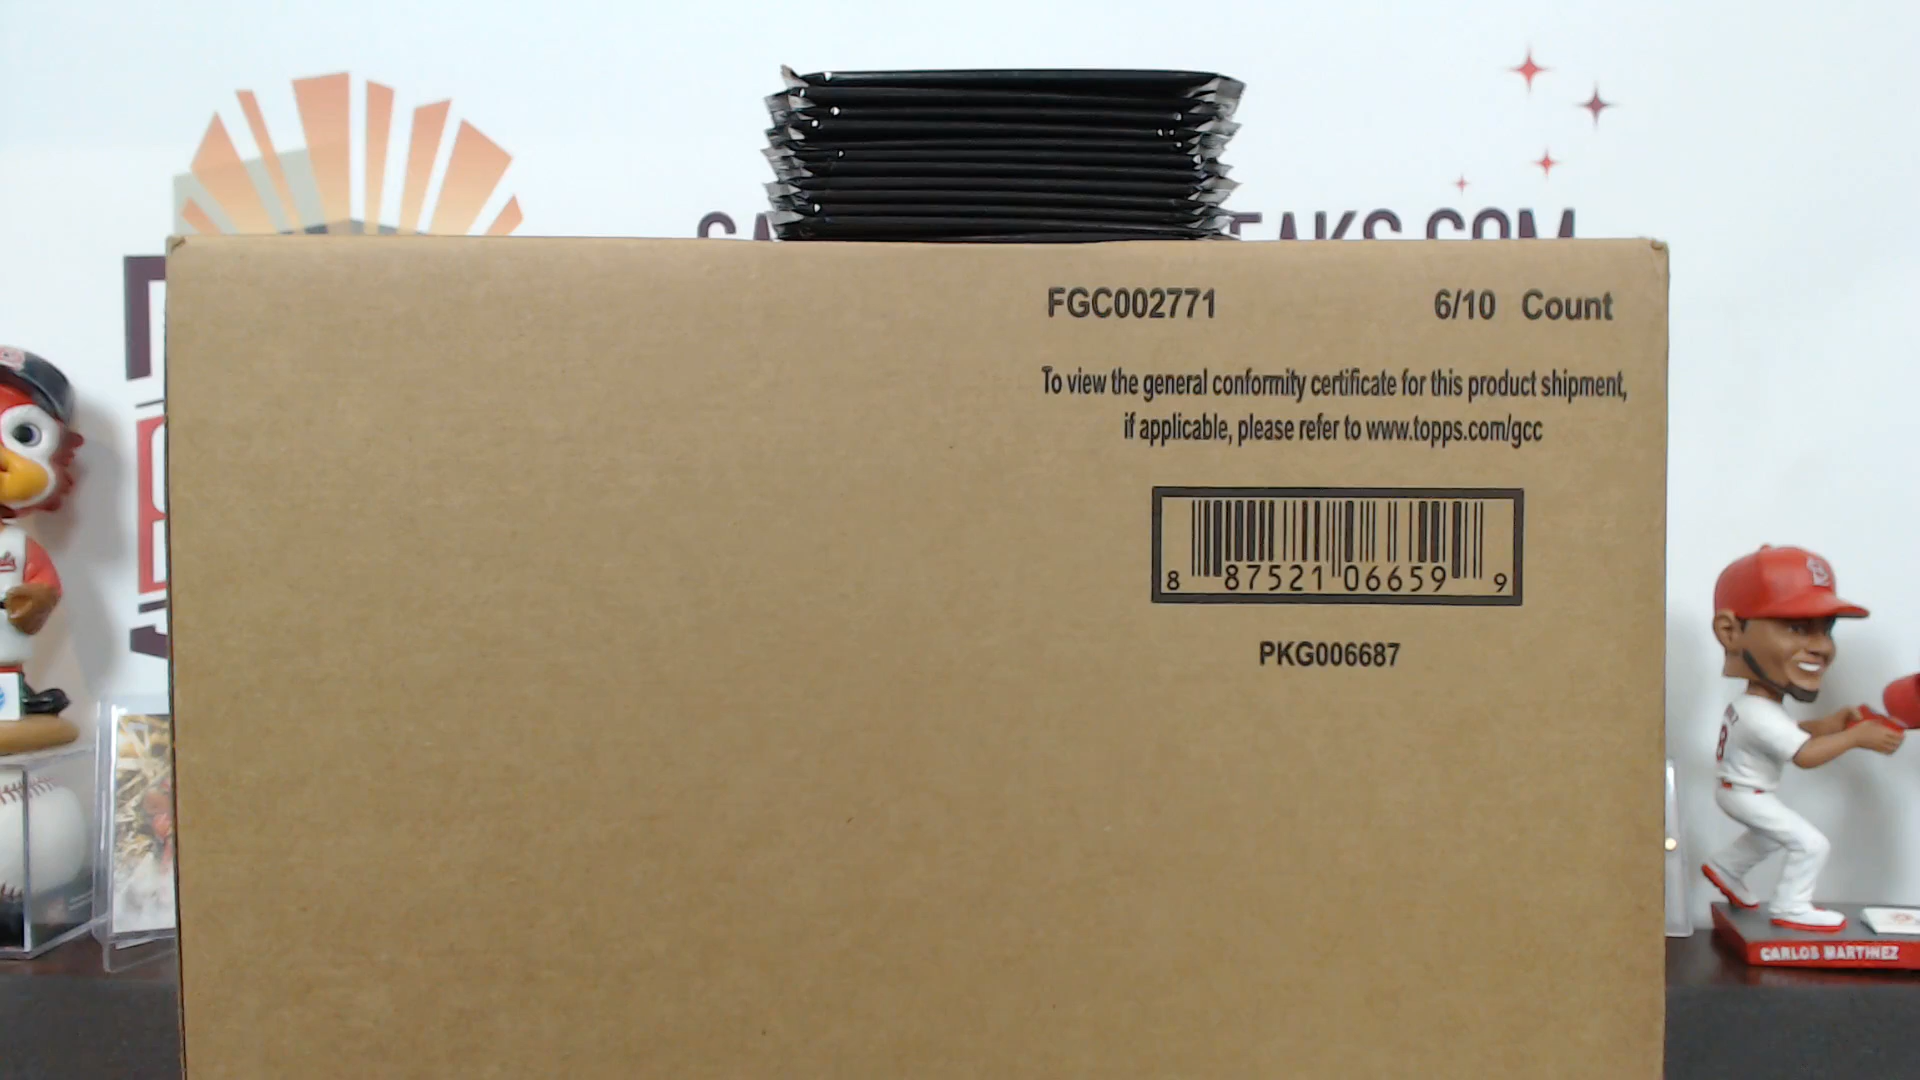 FGC002771 6/10 Count
To view the general conformity certificate for this product shipment,
if applicable, please refer to www.topps.com/gcc
8 87521 06659 9
PKG006687
CARLOS MARTINEZ